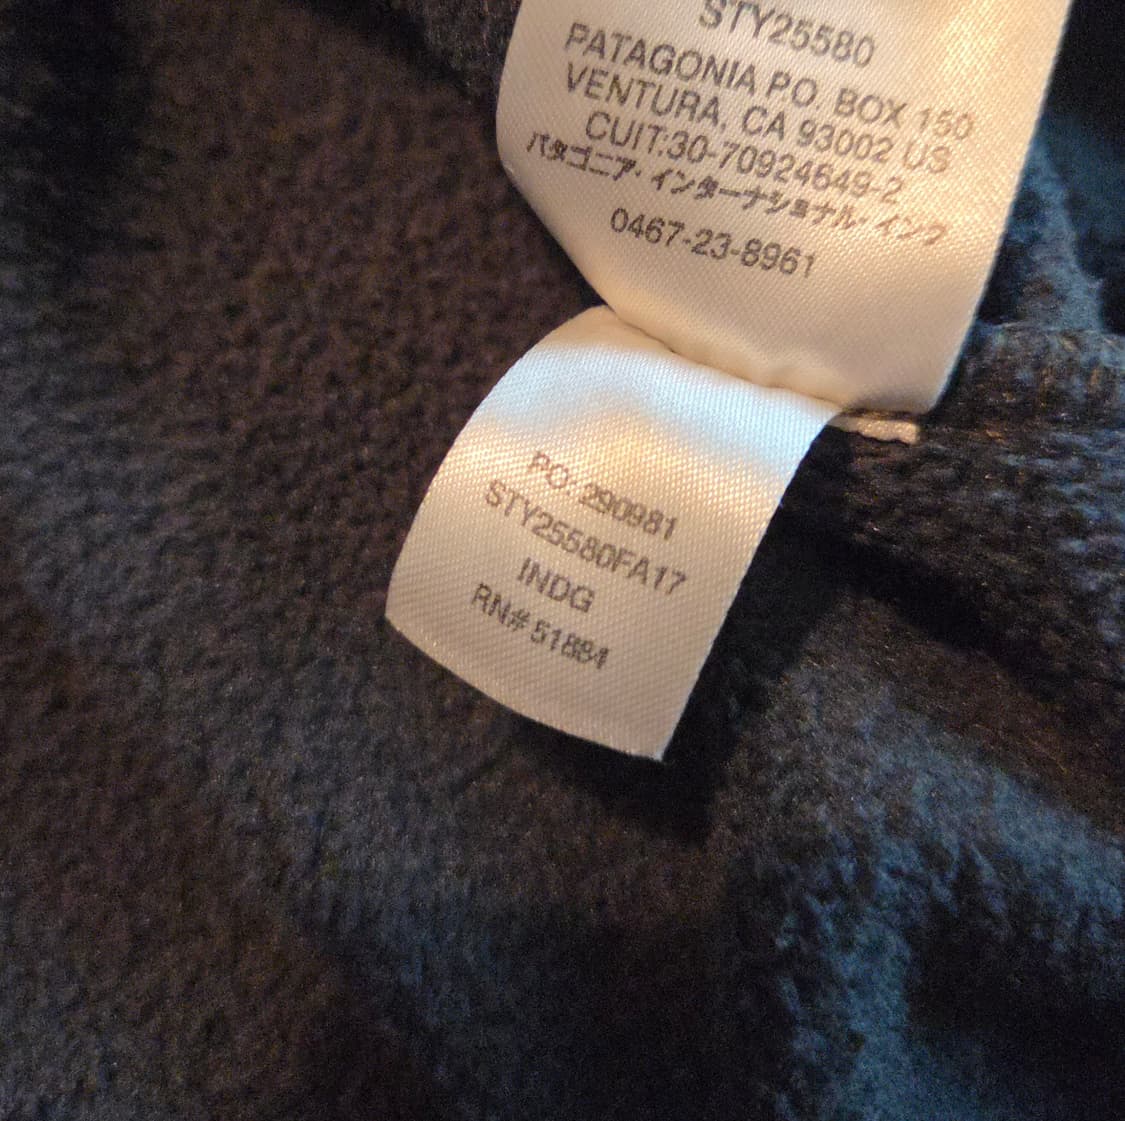 STY25580
PATAGONIA P.O. BOX 150
VENTURA, CA 93002 US
CUIT:30-70924649-2
パタゴニア・インターナショナル・インク
0467-23-8961
PO: 290981
STY25580FA17
INDG
RN# 51884